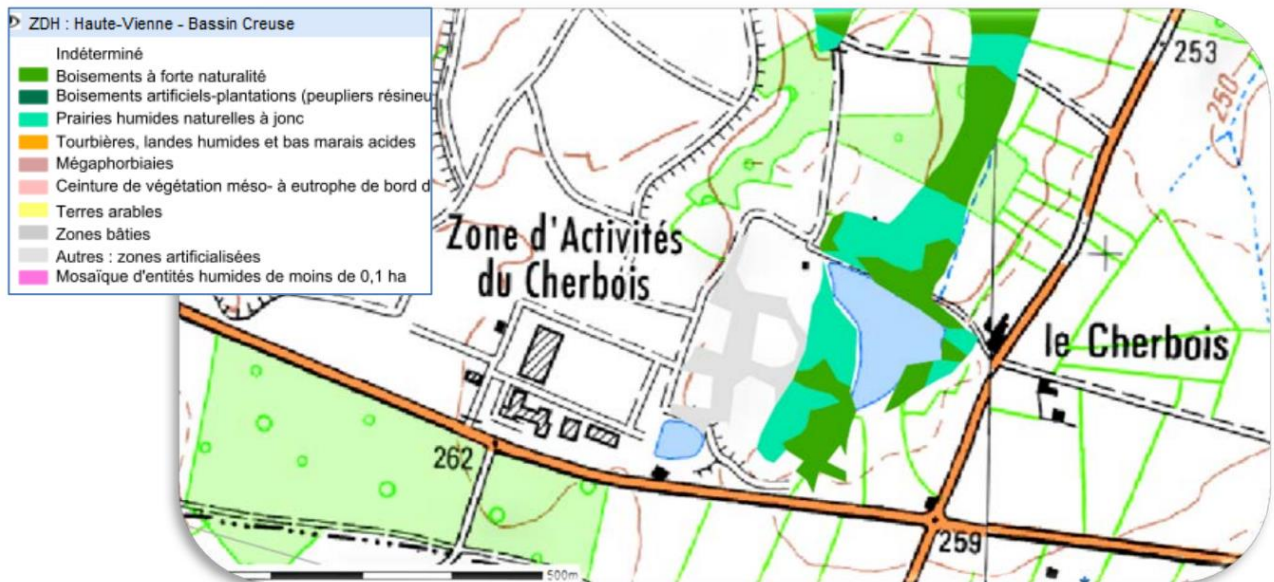 ZDH : Haute-Vienne - Bassin Creuse
Indéterminé
Boisements à forte naturalité
Boisements artificiels-plantations (peupliers résineu
Prairies humides naturelles à jonc
Tourbières, landes humides et bas marais acides
Mégaphorbiaies
Ceinture de végétation méso- à eutrophe de bord d
Terres arables
Zones bâties
Autres : zones artificialisées
Mosaïque d'entités humides de moins de 0,1 ha
253
250
Zone d'Activités
du Cherbois
le Cherbois
262
259
500m